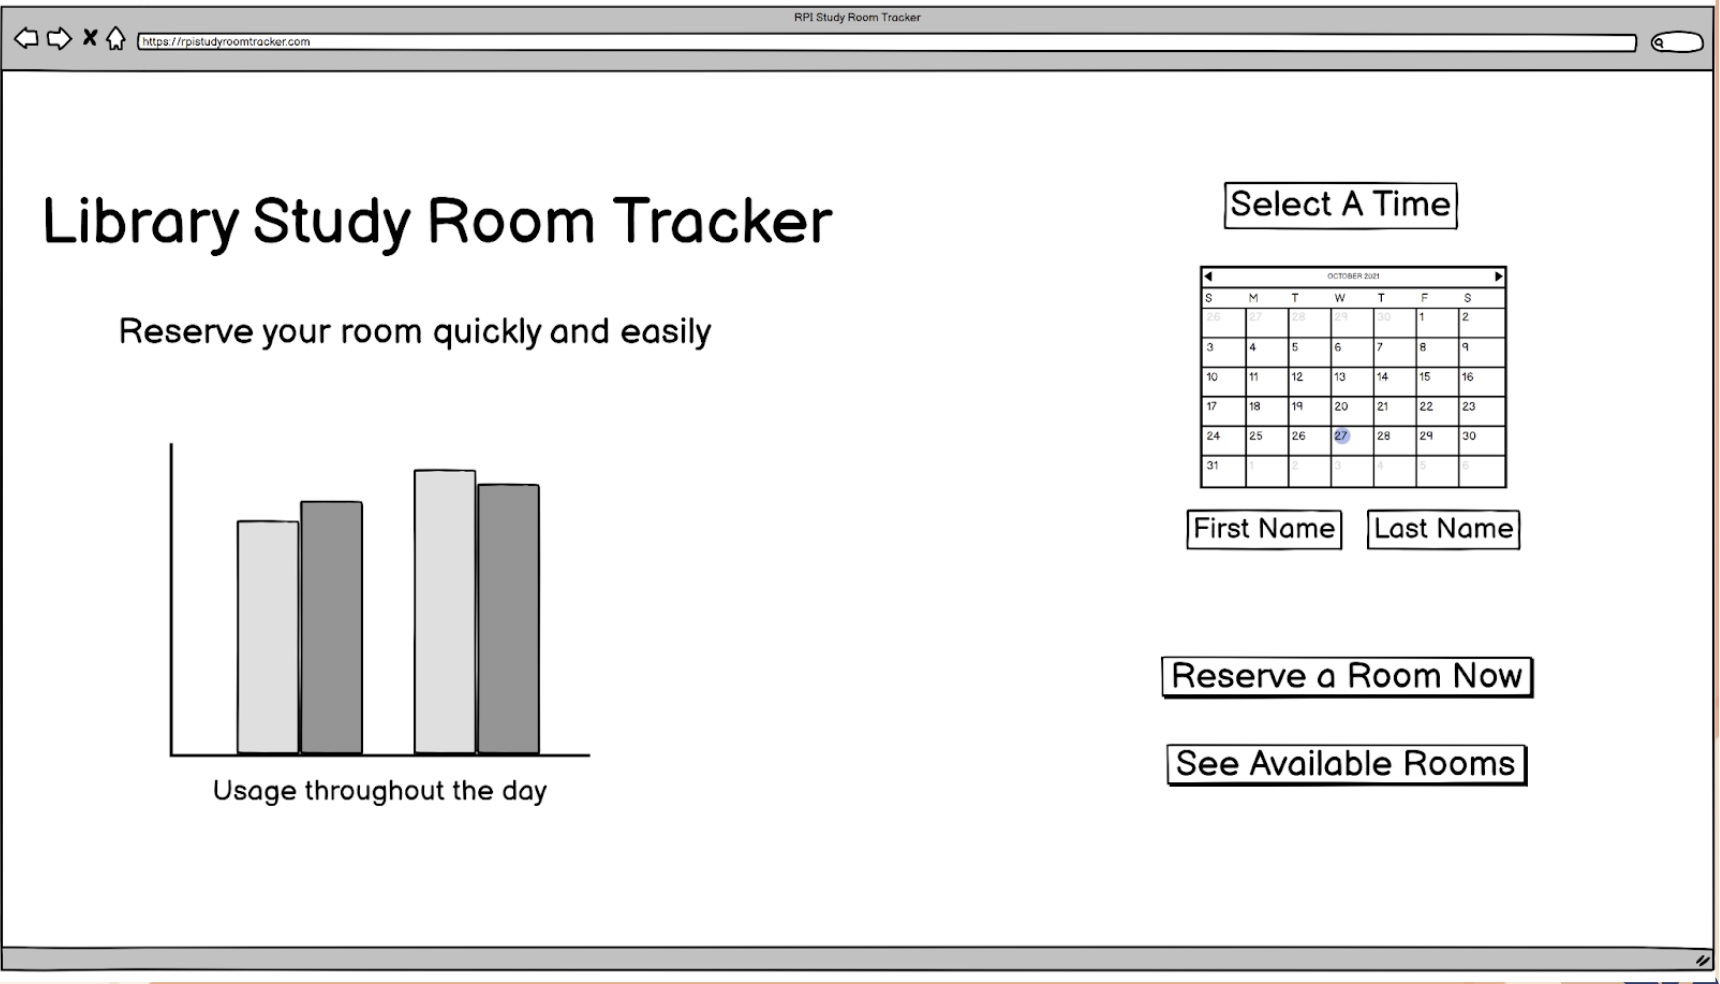 RPI Study Room Tracker
https://rpistudyroomtracker.com
Library Study Room Tracker
Reserve your room quickly and easily
Usage throughout the day
Select A Time
OCTOBER 2021
S M T W T F S
26 27 28 29 30 1 2
3 4 5 6 7 8 9
10 11 12 13 14 15 16
17 18 19 20 21 22 23
24 25 26 27 28 29 30
31 1 2 3 4 5 6
First Name Last Name
Reserve a Room Now
See Available Rooms